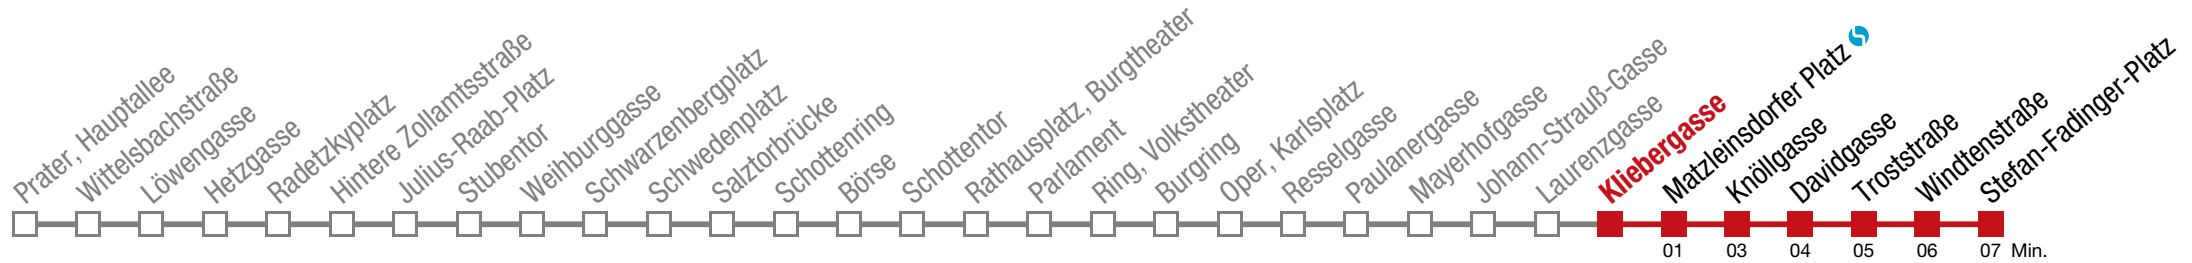 Prater, Hauptallee
Wittelsbachstraße
Löwengasse
Hetzgasse
Radetzkyplatz
Hintere Zollamtsstraße
Julius-Raab-Platz
Stubentor
Weihburggasse
Schwarzenbergplatz
Schwedenplatz
Salztorbrücke
Schottenring
Börse
Schottentor
Rathausplatz, Burgtheater
Parlament
Ring, Volkstheater
Burgring
Oper, Karlsplatz
Resselgasse
Paulanergasse
Mayerhofgasse
Johann-Strauß-Gasse
Laurenzgasse
Kliebergasse
Matzleinsdorfer Platz
Knöllgasse
Davidgasse
Troststraße
Windtenstraße
Stefan-Fadinger-Platz
01 03 04 05 06 07 Min.